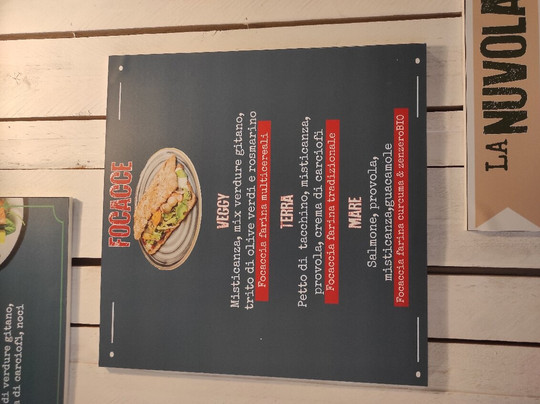 FOCACCE
VEGGY
Misticanza, mix verdure gitano,
trito di olive verdi e rosmarino
Focaccia farina multicereali
TERRA
Petto di tacchino, misticanza,
provola, crema di carciofi
Focaccia farina tradizionale
MARE
Salmone, provola,
misticanza,guacamole
Focaccia farina curcuma & zenzeroBIO
LA NUVOLA
di verdure gitano,
a di carciofi, noci